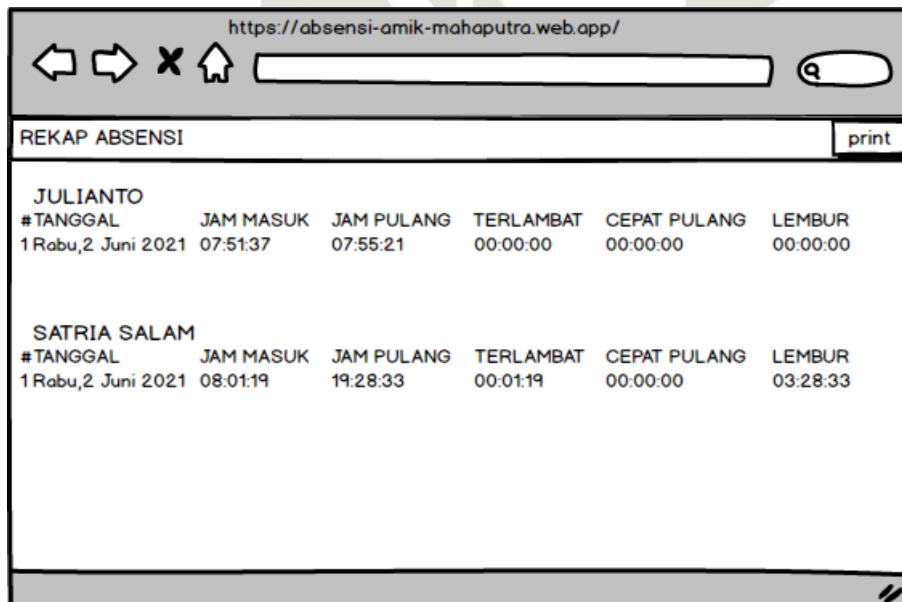 https://absensi-amik-mahaputra.web.app/
REKAP ABSENSI print
JULIANTO
#TANGGAL JAM MASUK JAM PULANG TERLAMBAT CEPAT PULANG LEMBUR
1 Rabu,2 Juni 2021 07:51:37 07:55:21 00:00:00 00:00:00 00:00:00
SATRIA SALAM
#TANGGAL JAM MASUK JAM PULANG TERLAMBAT CEPAT PULANG LEMBUR
1 Rabu,2 Juni 2021 08:01:19 19:28:33 00:01:19 00:00:00 03:28:33